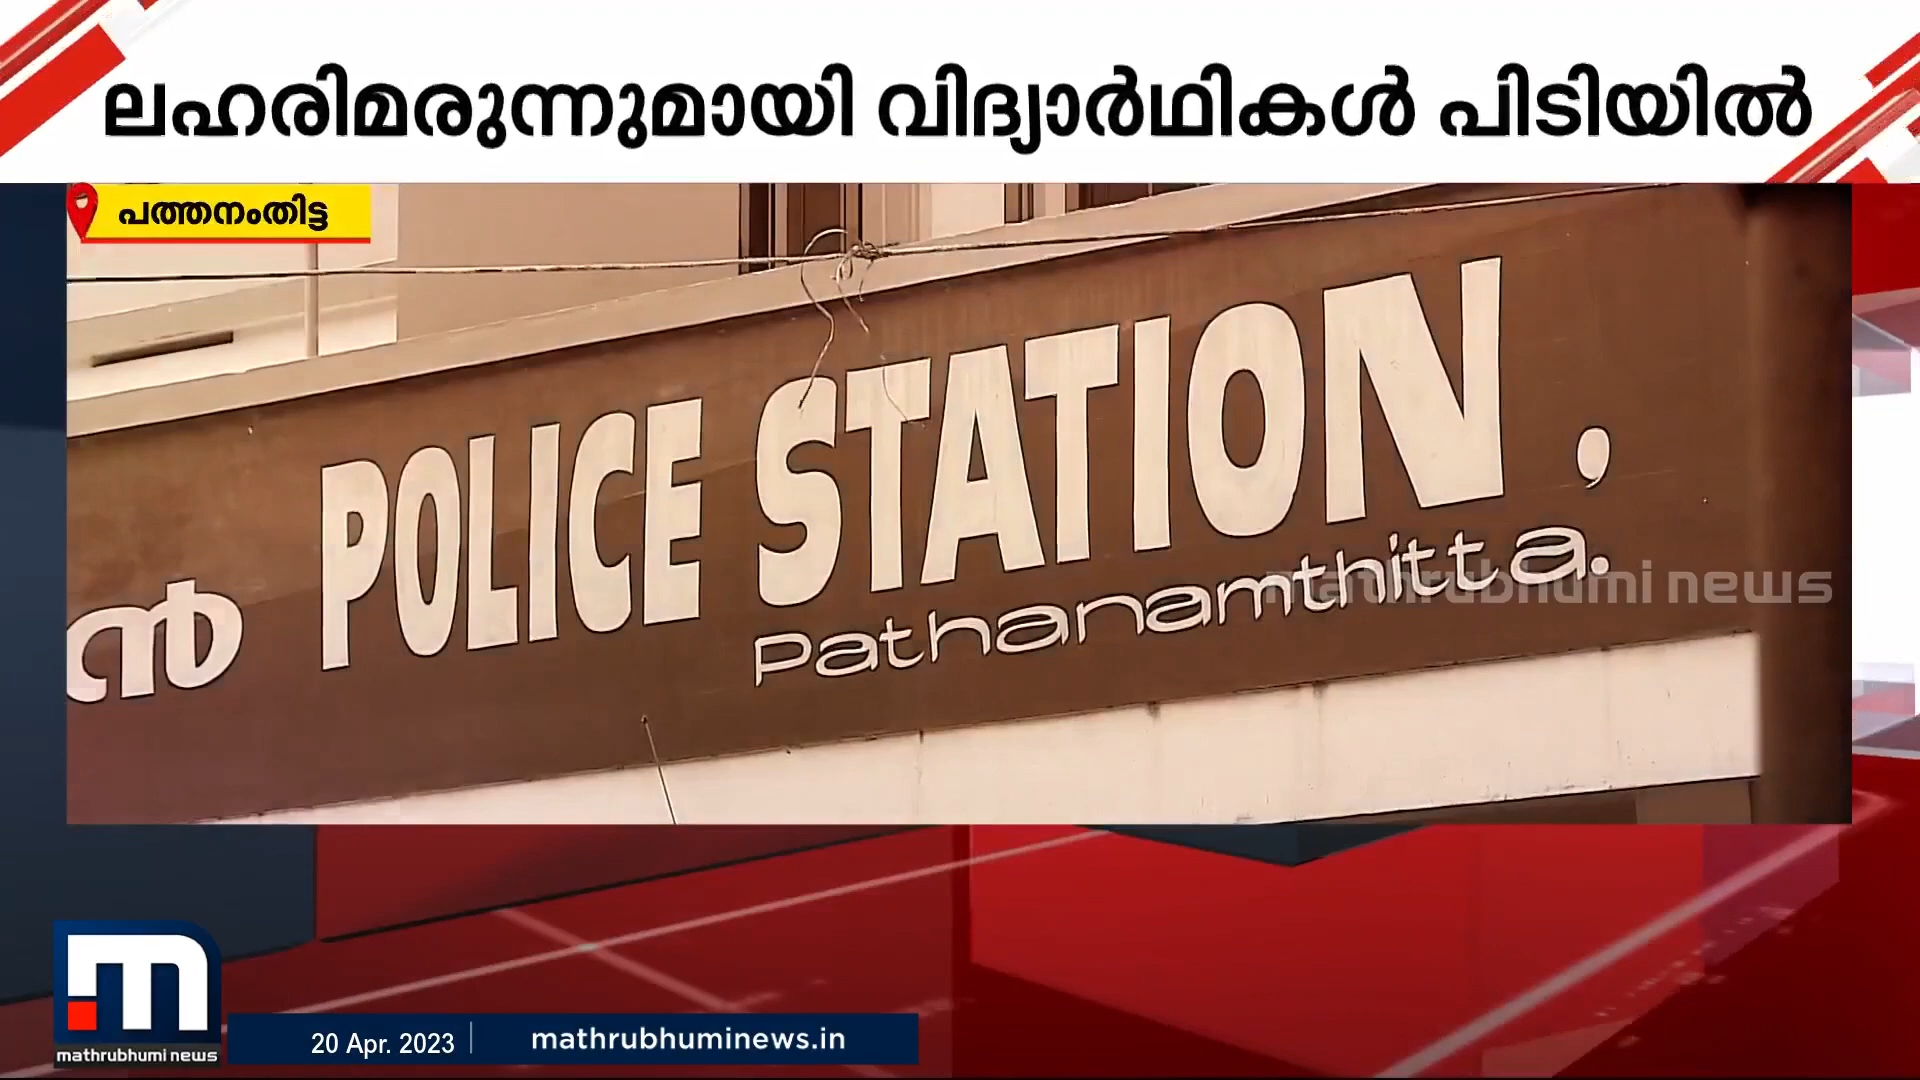 ലഹരിമരുന്നുമായി വിദ്യാർഥികൾ പിടിയിൽ
പത്തനംതിട്ട
ൻ POLICE STATION,
Pathanamthitta.
mathrubhumi news
mathrubhumi news
20 Apr. 2023
mathrubhuminews.in